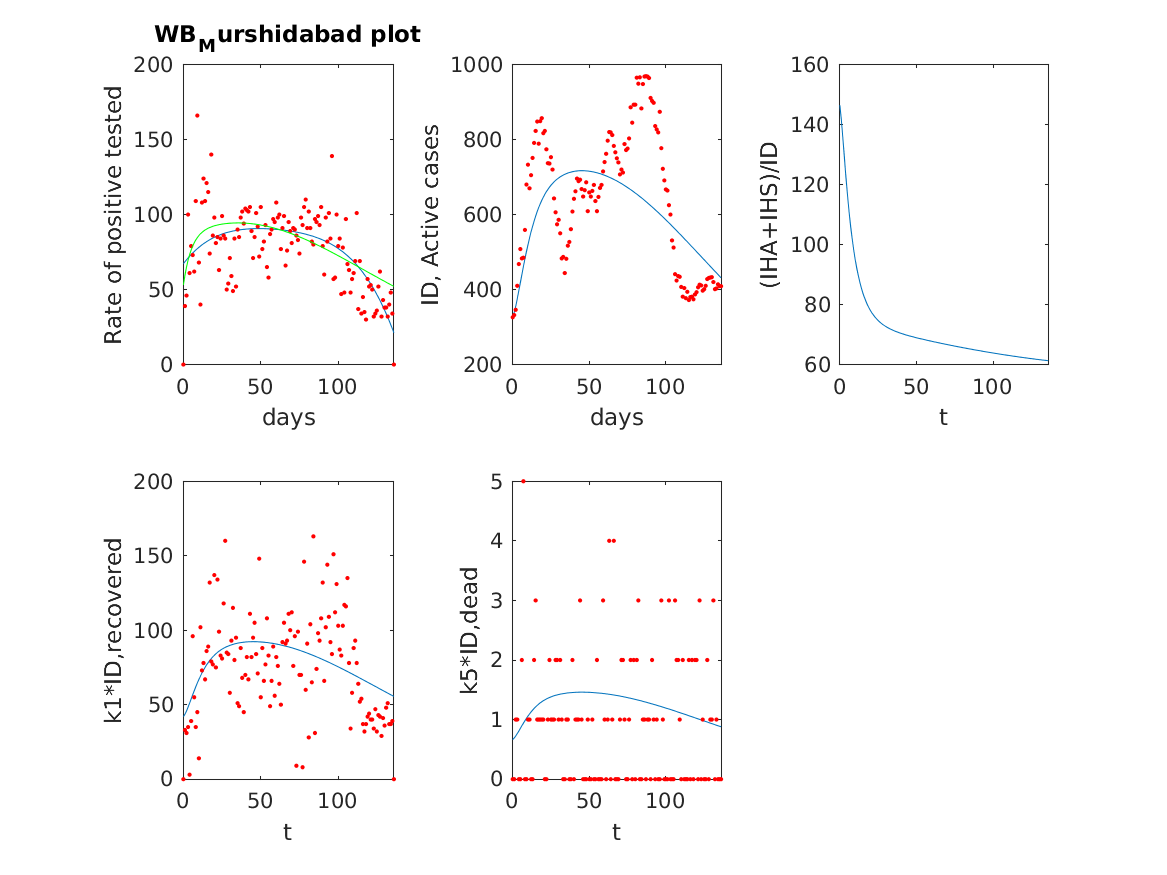 WB_Murshidabad plot
200
150
100
50
0
0 50 100
Rate of positive tested
days
1000
800
600
400
200
0 50 100
ID, Active cases
days
160
140
120
100
80
60
0 50 100
(IHA+IHS)/ID
t
200
150
100
50
0
0 50 100
k1*ID,recovered
t
5
4
3
2
1
0
0 50 100
k5*ID,dead
t